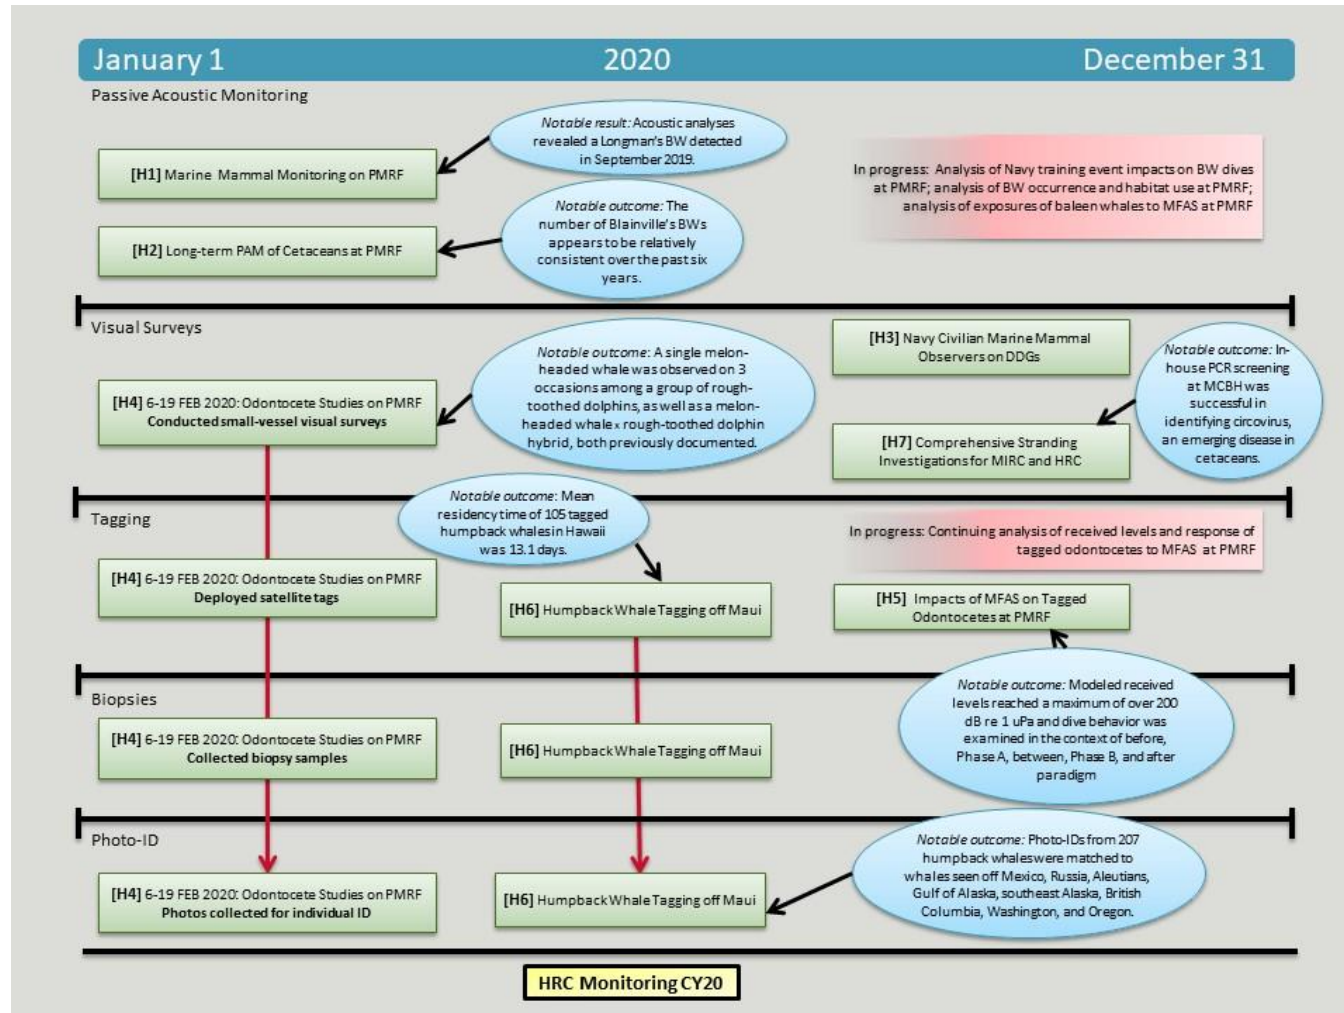 January 1
2020
December 31
Passive Acoustic Monitoring
[H1] Marine Mammal Monitoring on PMRF
Notable result: Acoustic analyses
revealed a Longman's BW detected
in September 2019.
In progress: Analysis of Navy training event impacts on BW dives
at PMRF; analysis of BW occurrence and habitat use at PMRF;
analysis of exposures of baleen whales to MFAS at PMRF
[H2] Long-term PAM of Cetaceans at PMRF
Notable outcome: The
number of Blainville's BWs
appears to be relatively
consistent over the past six
years.
Visual Surveys
[H4] 6-19 FEB 2020: Odontocete Studies on PMRF
Conducted small-vessel visual surveys
Notable outcome: A single melon-
headed whale was observed on 3
occasions among a group of rough-
toothed dolphins, as well as a melon-
headed whale x rough-toothed dolphin
hybrid, both previously documented.
[H3] Navy Civilian Marine Mammal
Observers on DDGs
[H7] Comprehensive Stranding
Investigations for MIRC and HRC
Notable outcome: In-
house PCR screening
at MCBH was
successful in
identifying circovirus,
an emerging disease in
cetaceans.
Tagging
[H4] 6-19 FEB 2020: Odontocete Studies on PMRF
Deployed satellite tags
Notable outcome: Mean
residency time of 105 tagged
humpback whales in Hawaii
was 13.1 days.
[H6] Humpback Whale Tagging off Maui
In progress: Continuing analysis of received levels and response of
tagged odontocetes to MFAS at PMRF
[H5] Impacts of MFAS on Tagged
Odontocetes at PMRF
Biopsies
[H4] 6-19 FEB 2020: Odontocete Studies on PMRF
Collected biopsy samples
[H6] Humpback Whale Tagging off Maui
Notable outcome: Modeled received
levels reached a maximum of over 200
dB re 1 uPa and dive behavior was
examined in the context of before,
Phase A, between, Phase B, and after
paradigm
Photo-ID
[H4] 6-19 FEB 2020: Odontocete Studies on PMRF
Photos collected for individual ID
[H6] Humpback Whale Tagging off Maui
Notable outcome: Photo-IDs from 207
humpback whales were matched to
whales seen off Mexico, Russia, Aleutians,
Gulf of Alaska, southeast Alaska, British
Columbia, Washington, and Oregon.
HRC Monitoring CY20